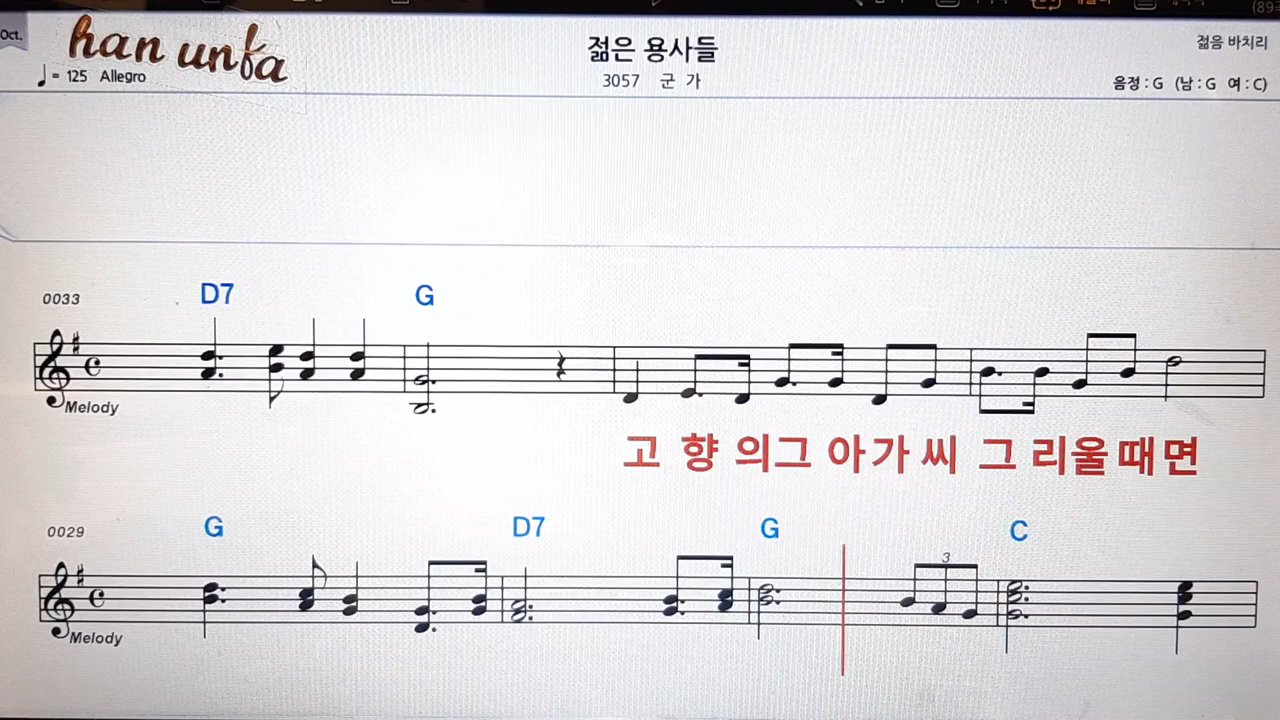 Oct.
han unfa
= 125 Allegro
젊은 용사들
3057 군 가
젊음 바치리
음정 : G (남 : G 여 : C)
0033
D7 G
Melody
고 향 의 그 아 가 씨 그 리 울 때 면
0029
G D7 G C
3
Melody